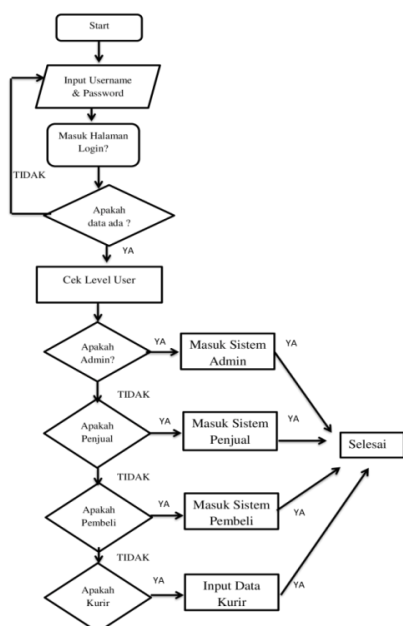 Start
Input Username
& Password
Masuk Halaman
Login?
TIDAK
Apakah
data ada ?
YA
Cek Level User
Apakah
Admin?
YA
Masuk Sistem
Admin
YA
TIDAK
Apakah
Penjual
YA
Masuk Sistem
Penjual
YA
Selesai
TIDAK
Apakah
Pembeli
YA
Masuk Sistem
Pembeli
YA
TIDAK
Apakah
Kurir
YA
Input Data
Kurir
YA